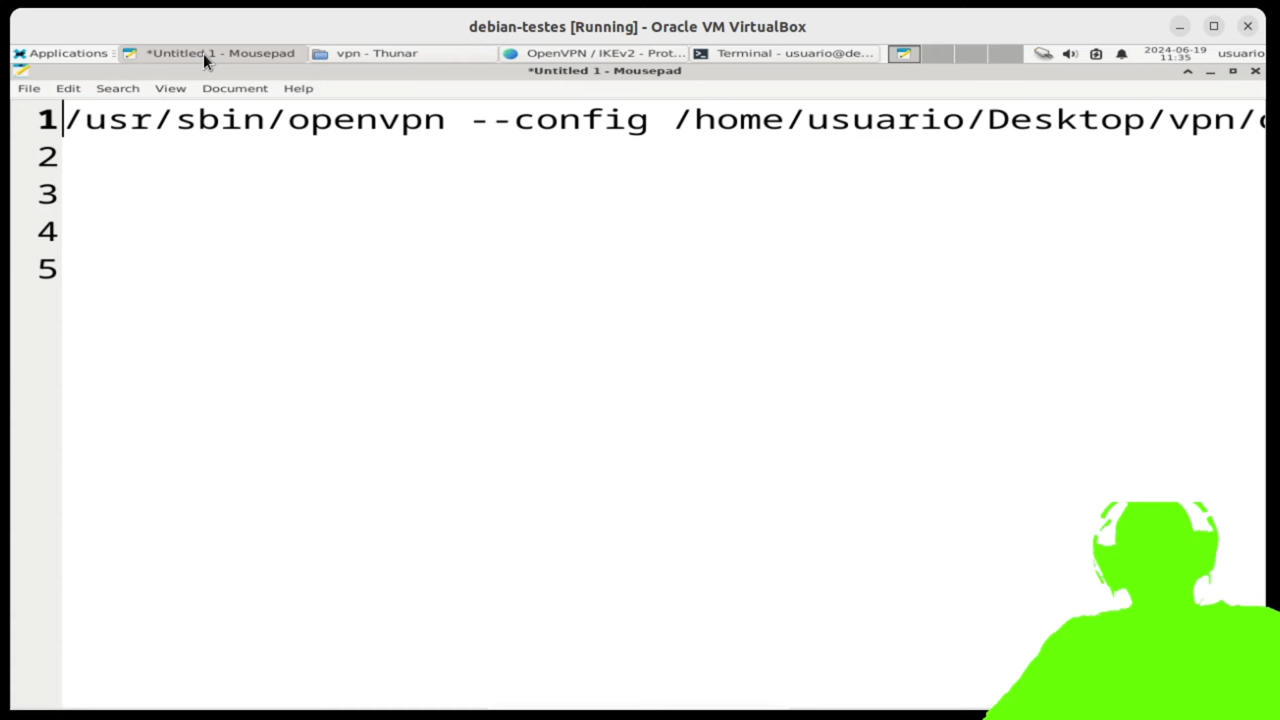 debian-testes [Running] - Oracle VM VirtualBox
Applications *Untitled 1 - Mousepad vpn - Thunar OpenVPN / IKEv2 - Prot... Terminal - usuario@de... 2024-06-19 11:35 usuario
*Untitled 1 - Mousepad
File Edit Search View Document Help
1 /usr/sbin/openvpn --config /home/usuario/Desktop/vpn/
2
3
4
5